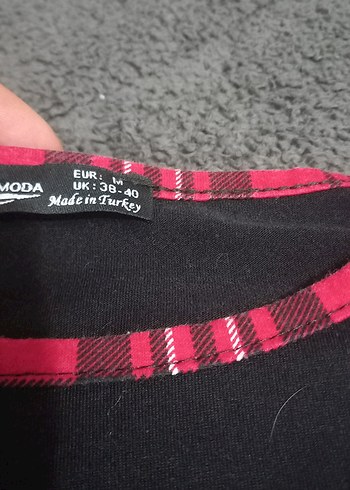 MODA
EUR: M
UK: 38-40
Made in Turkey